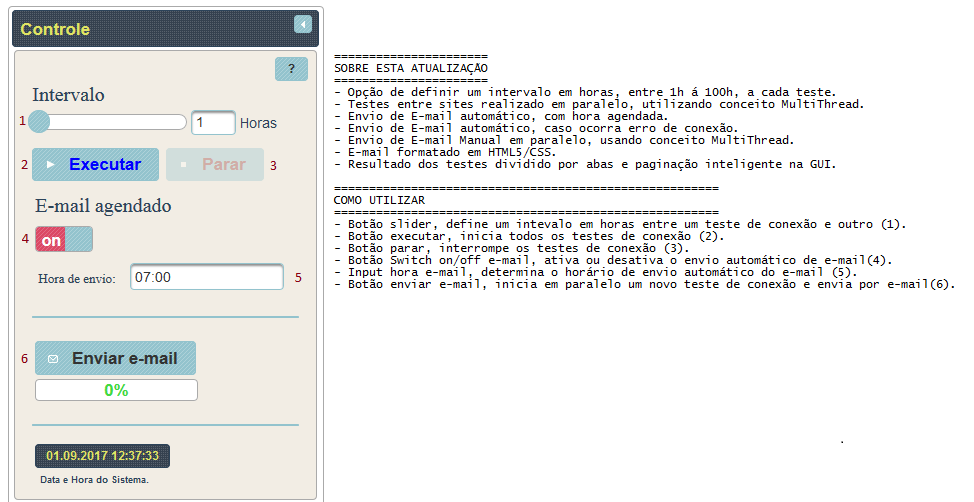 Controle
?
Intervalo
1
1 Horas
2 Executar Parar 3
E-mail agendado
4 on
Hora de envio: 07:00 5
6 Enviar e-mail
0%
01.09.2017 12:37:33
Data e Hora do Sistema.
======================
SOBRE ESTA ATUALIZAÇÃO
======================
- Opção de definir um intervalo em horas, entre 1h á 100h, a cada teste.
- Testes entre sites realizado em paralelo, utilizando conceito MultiThread.
- Envio de E-mail automático, com hora agendada.
- Envio de E-mail automático, caso ocorra erro de conexão.
- Envio de E-mail Manual em paralelo, usando conceito MultiThread.
- E-mail formatado em HTML5/CSS.
- Resultado dos testes dividido por abas e paginação inteligente na GUI.
=======================================================
COMO UTILIZAR
=======================================================
- Botão slider, define um intevalo em horas entre um teste de conexão e outro (1).
- Botão executar, inicia todos os testes de conexão (2).
- Botão parar, interrompe os testes de conexão (3).
- Botão Switch on/off e-mail, ativa ou desativa o envio automático de e-mail(4).
- Input hora e-mail, determina o horário de envio automático do e-mail (5).
- Botão enviar e-mail, inicia em paralelo um novo teste de conexão e envia por e-mail(6).
.